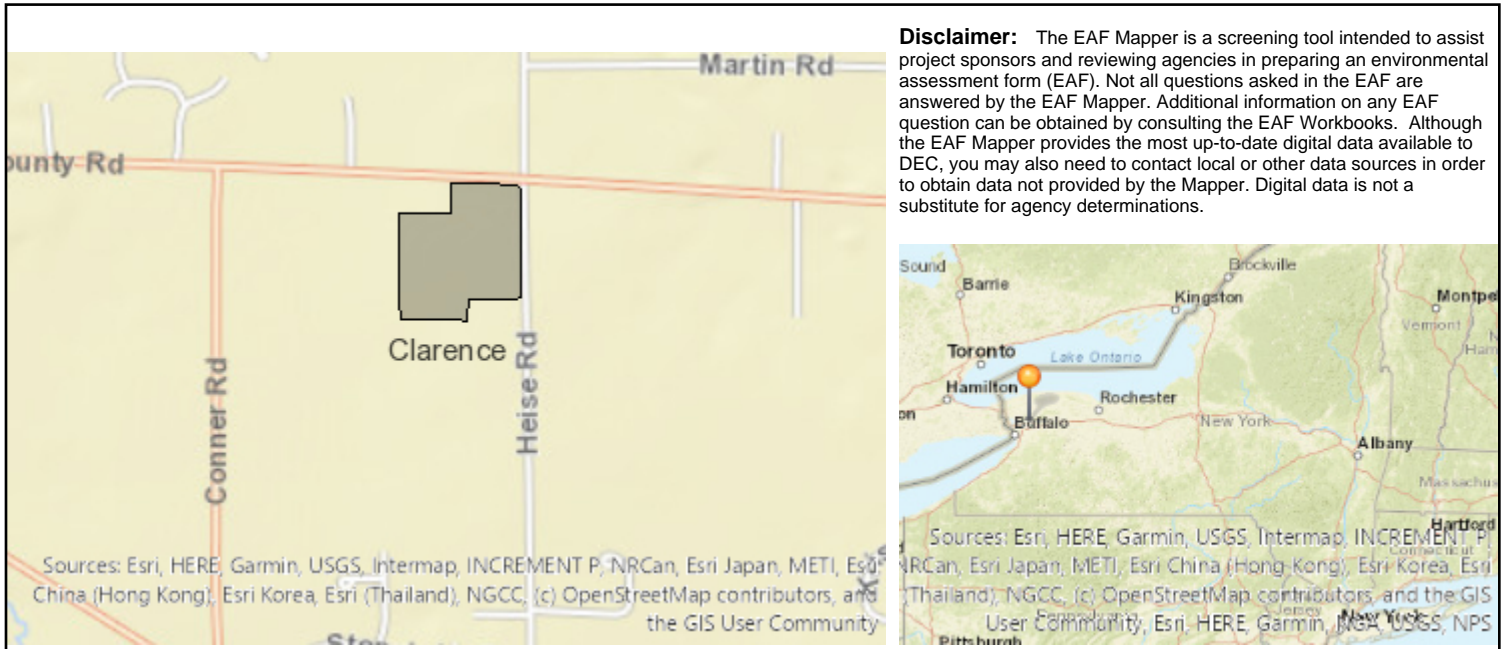 Martin Rd
ounty Rd
Clarence
Conner Rd
Heise Rd
Sources: Esri, HERE, Garmin, USGS, Intermap, INCREMENT P, NRCan, Esri Japan, METI, Esri
China (Hong Kong), Esri Korea, Esri (Thailand), NGCC, (c) OpenStreetMap contributors, and
the GIS User Community
Disclaimer: The EAF Mapper is a screening tool intended to assist
project sponsors and reviewing agencies in preparing an environmental
assessment form (EAF). Not all questions asked in the EAF are
answered by the EAF Mapper. Additional information on any EAF
question can be obtained by consulting the EAF Workbooks. Although
the EAF Mapper provides the most up-to-date digital data available to
DEC, you may also need to contact local or other data sources in order
to obtain data not provided by the Mapper. Digital data is not a
substitute for agency determinations.
Sound
Barrie
Brockville
Kingston
Montpel
Vermont
Toronto
Lake Ontario
Hamilton
Rochester
Buffalo
New York
Albany
Massachus
Hartford
Connecticut
Sources: Esri, HERE, Garmin, USGS, Intermap, INCREMENT P,
NRCan, Esri Japan, METI, Esri China (Hong Kong), Esri Korea, Esri
(Thailand), NGCC, (c) OpenStreetMap contributors, and the GIS
User Community, Esri, HERE, Garmin, NGA, USGS, NPS
Pennsylvania
Jersey
New York
Pittsburgh